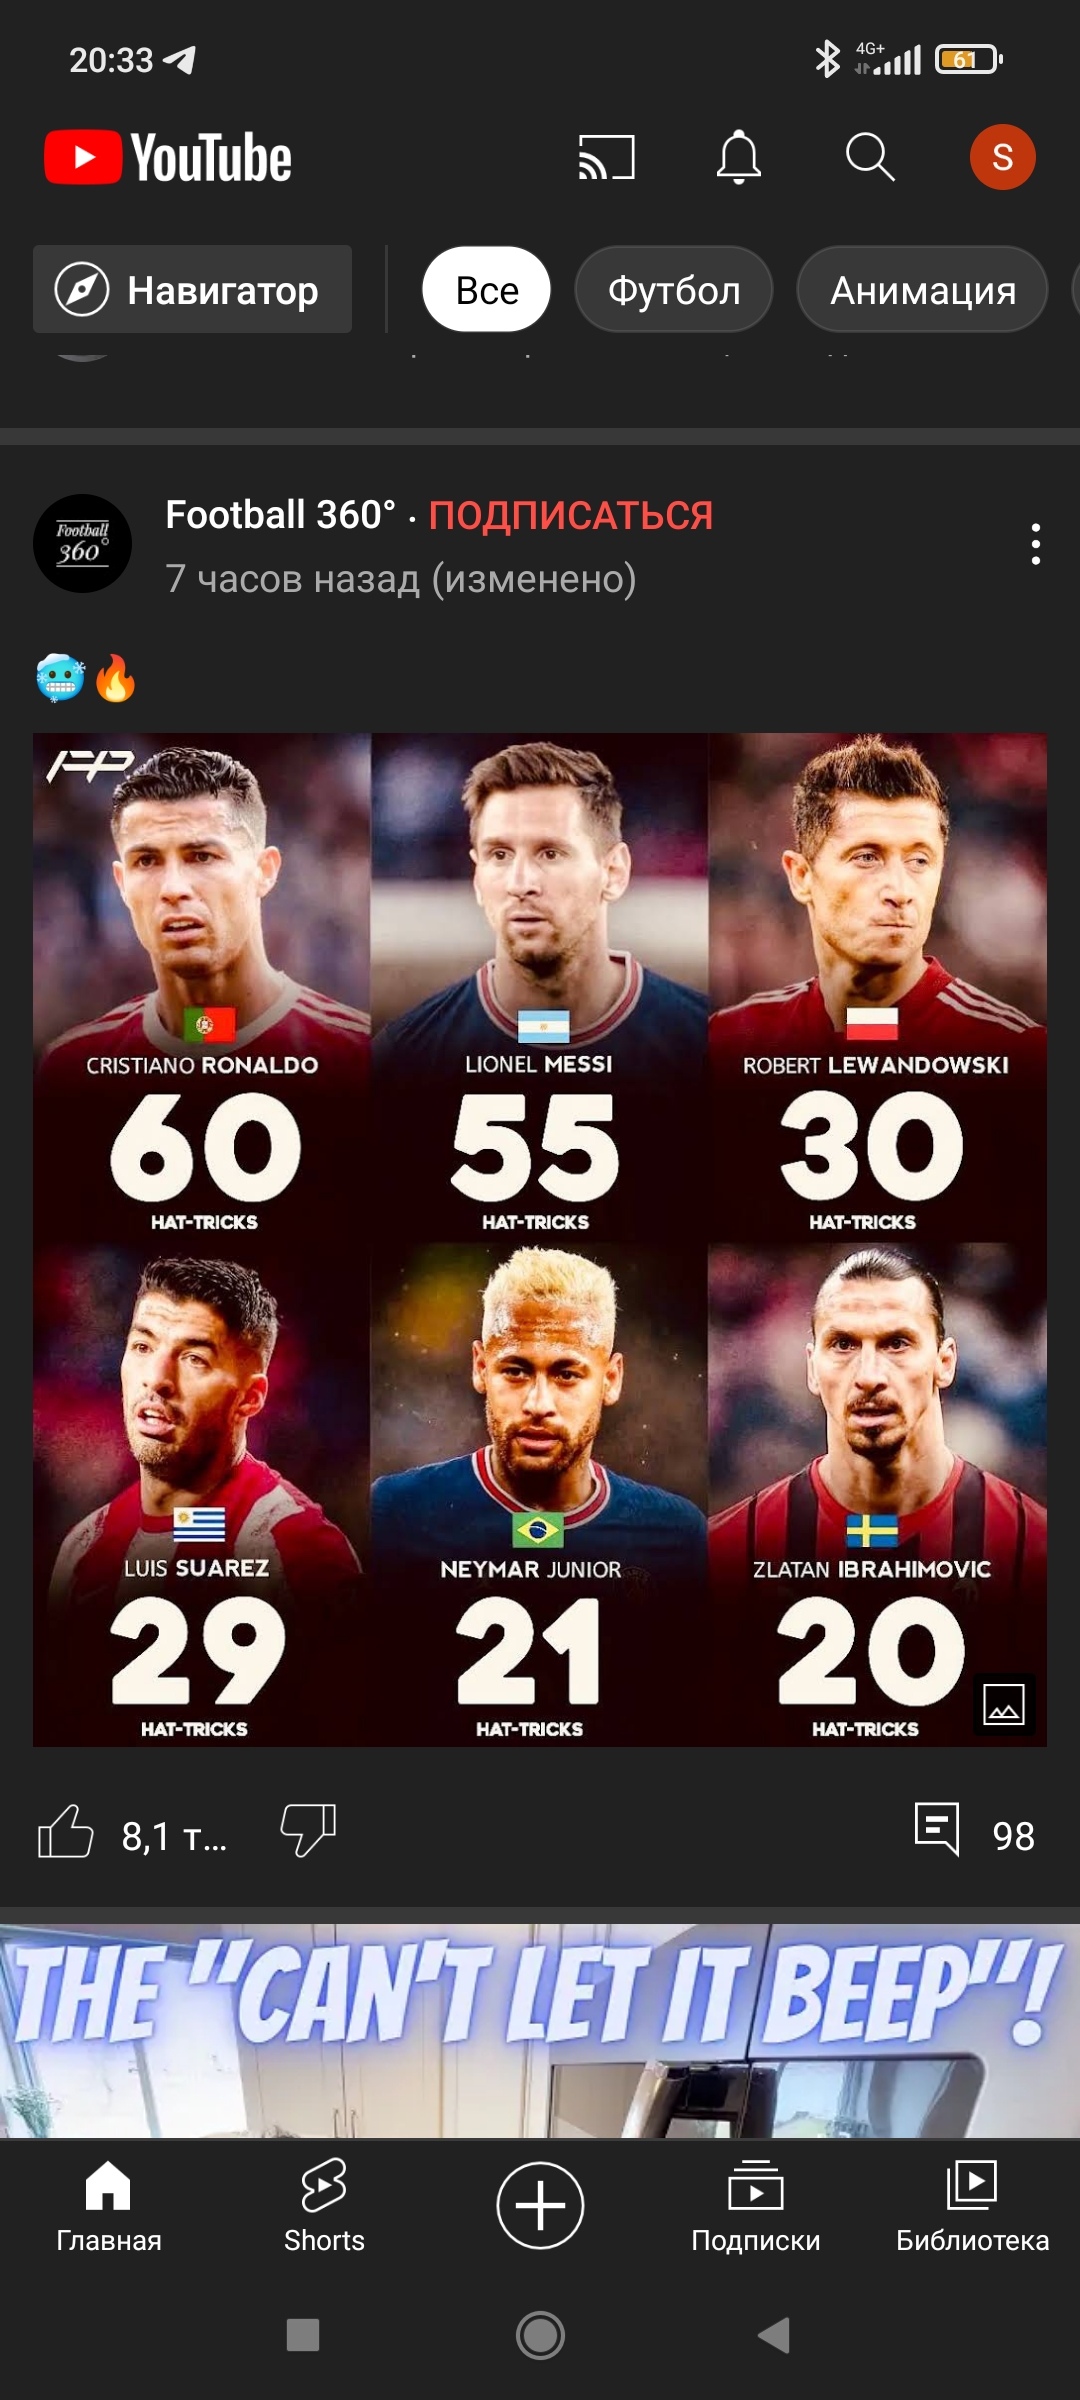 20:33
4G+
61
YouTube
S
Навигатор
Все
Футбол
Анимация
Football 360° · ПОДПИСАТЬСЯ
Football
360°
7 часов назад (изменено)
CRISTIANO RONALDO
LIONEL MESSI
ROBERT LEWANDOWSKI
60
55
30
HAT-TRICKS
HAT-TRICKS
HAT-TRICKS
LUIS SUAREZ
NEYMAR JUNIOR
ZLATAN IBRAHIMOVIC
29
21
20
HAT-TRICKS
HAT-TRICKS
HAT-TRICKS
8,1 т...
98
THE "CAN'T LET IT BEEP"!
Главная
Shorts
Подписки
Библиотека